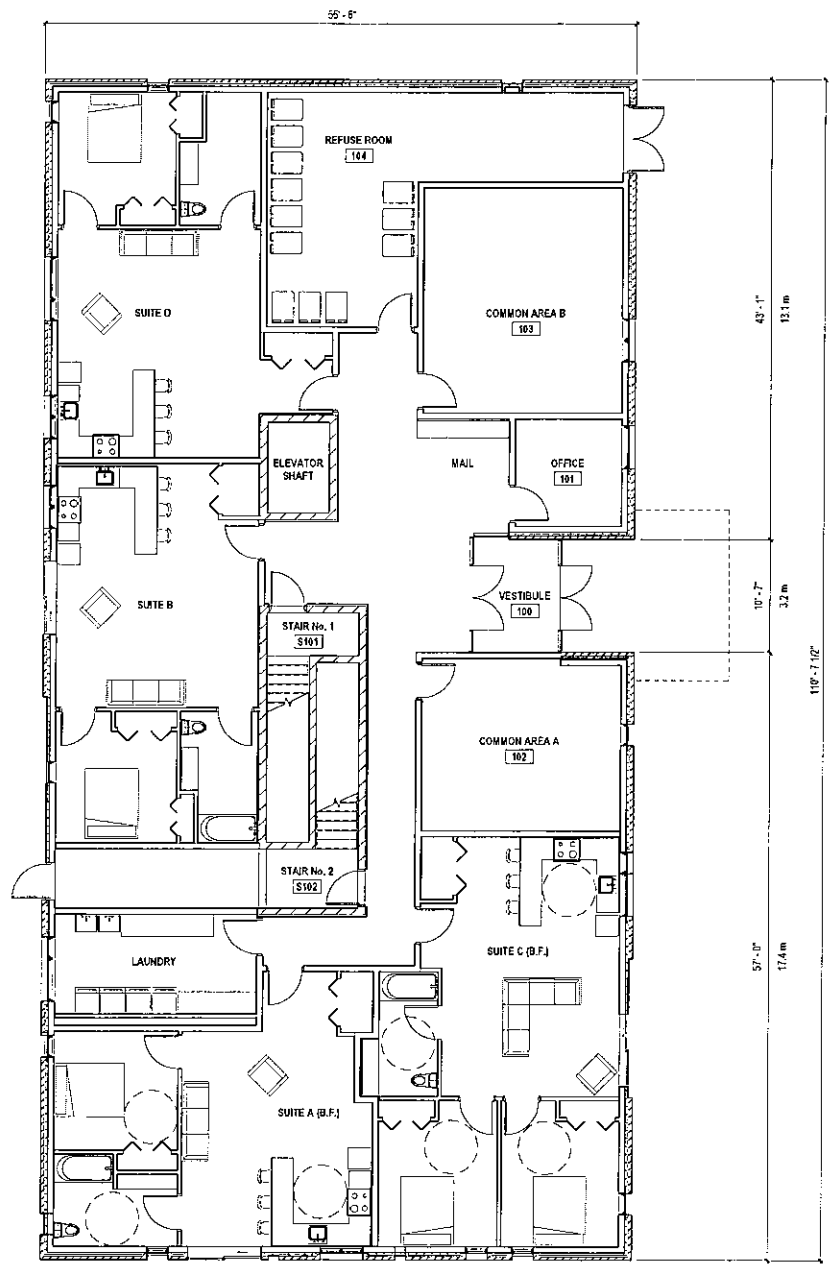 55'-6"
REFUSE ROOM
104
SUITE D
COMMON AREA B
103
43'-1"
13.1 m
ELEVATOR
SHAFT
MAIL
OFFICE
101
SUITE B
VESTIBULE
100
10'-7"
3.2 m
STAIR No. 1
S101
110'-7 1/2"
COMMON AREA A
102
STAIR No. 2
S102
LAUNDRY
SUITE C (B.F.)
57'-0"
17.4 m
SUITE A (B.F.)